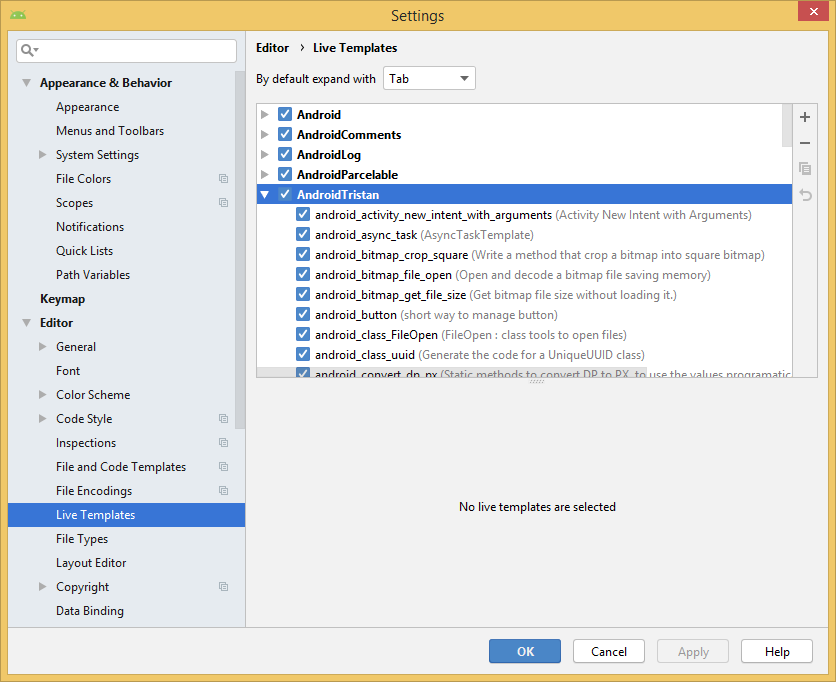 Settings
Appearance & Behavior
Appearance
Menus and Toolbars
System Settings
File Colors
Scopes
Notifications
Quick Lists
Path Variables
Keymap
Editor
General
Font
Color Scheme
Code Style
Inspections
File and Code Templates
File Encodings
Live Templates
File Types
Layout Editor
Copyright
Data Binding
Editor › Live Templates
By default expand with Tab
Android
AndroidComments
AndroidLog
AndroidParcelable
AndroidTristan
android_activity_new_intent_with_arguments (Activity New Intent with Arguments)
android_async_task (AsyncTaskTemplate)
android_bitmap_crop_square (Write a method that crop a bitmap into square bitmap)
android_bitmap_file_open (Open and decode a bitmap file saving memory)
android_bitmap_get_file_size (Get bitmap file size without loading it.)
android_button (short way to manage button)
android_class_FileOpen (FileOpen : class tools to open files)
android_class_uuid (Generate the code for a UniqueUUID class)
android_convert_dp_px (Static methods to convert DP to PX, to use the values programatic
No live templates are selected
OK
Cancel
Apply
Help